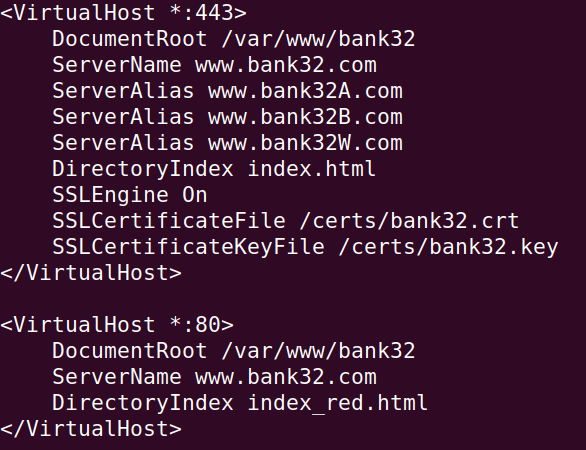 <VirtualHost *:443>
    DocumentRoot /var/www/bank32
    ServerName www.bank32.com
    ServerAlias www.bank32A.com
    ServerAlias www.bank32B.com
    ServerAlias www.bank32W.com
    DirectoryIndex index.html
    SSLEngine On
    SSLCertificateFile /certs/bank32.crt
    SSLCertificateKeyFile /certs/bank32.key
</VirtualHost>

<VirtualHost *:80>
    DocumentRoot /var/www/bank32
    ServerName www.bank32.com
    DirectoryIndex index_red.html
</VirtualHost>